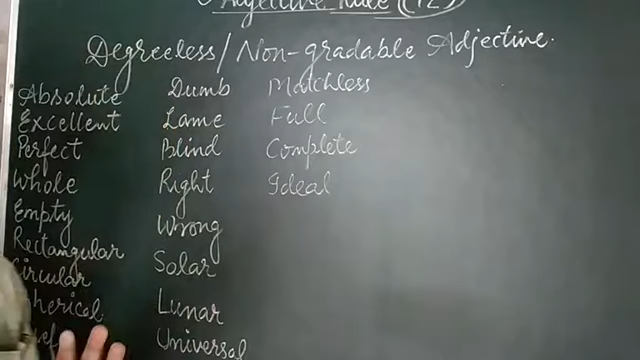 Adjective Rule (12)
Degreeless/Non-gradable Adjective.
Absolute Dumb Matchless
Excellent Lame Full
Perfect Blind Complete
Whole Right Ideal
Empty Wrong
Rectangular Solar
Circular Lunar
Universal